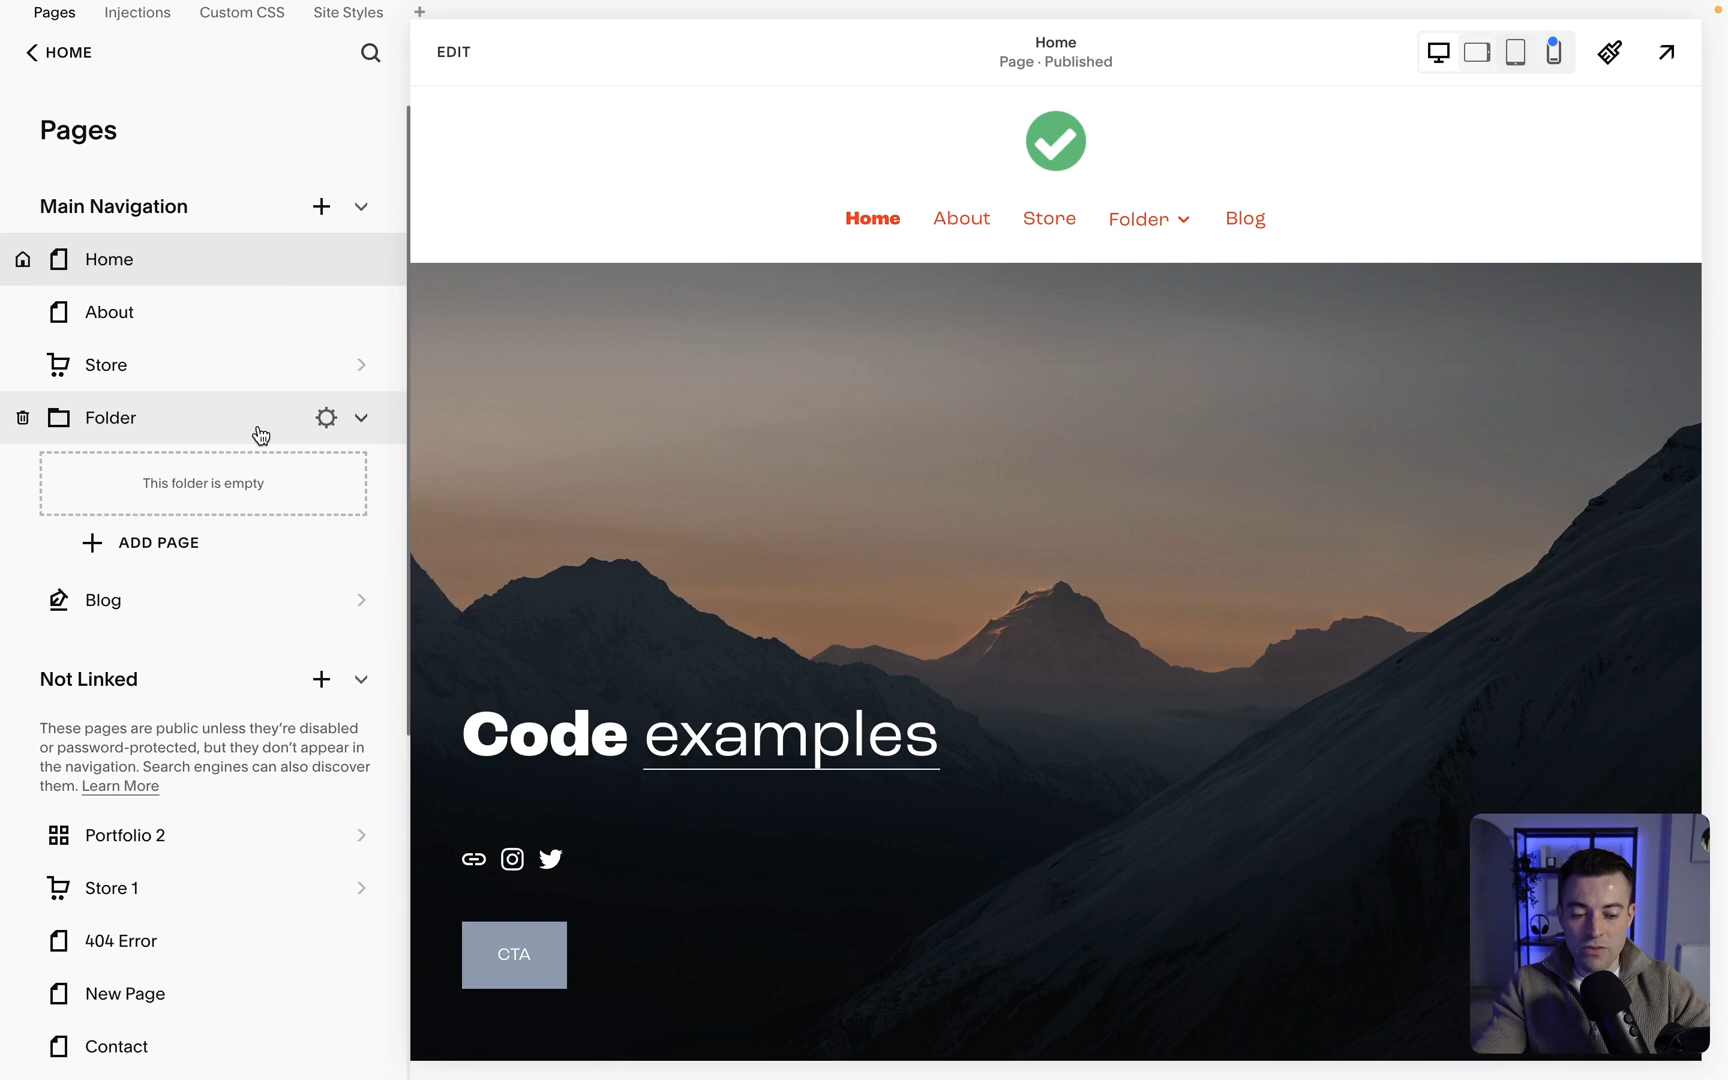 Pages Injections Custom CSS Site Styles +
HOME
Pages
Main Navigation
Home
About
Store
Folder
This folder is empty
ADD PAGE
Blog
Not Linked
These pages are public unless they're disabled
or password-protected, but they don't appear in
the navigation. Search engines can also discover
them. Learn More
Portfolio 2
Store 1
404 Error
New Page
Contact
EDIT
Home
Page · Published
Home About Store Folder Blog
Code examples
CTA